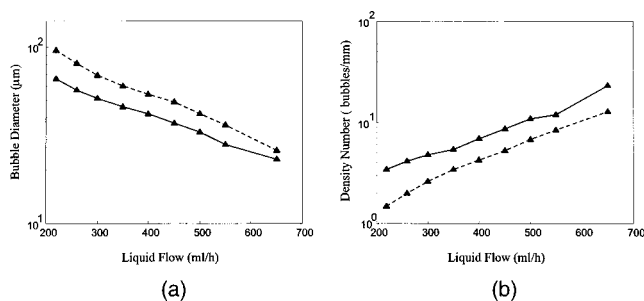 10²
10¹
Bubble Diameter (μm)
200 300 400 500 600 700
Liquid Flow (ml/h)
(a)
10²
10¹
10⁰
Density Number ( bubbles/mm)
200 300 400 500 600 700
Liquid Flow (ml/h)
(b)